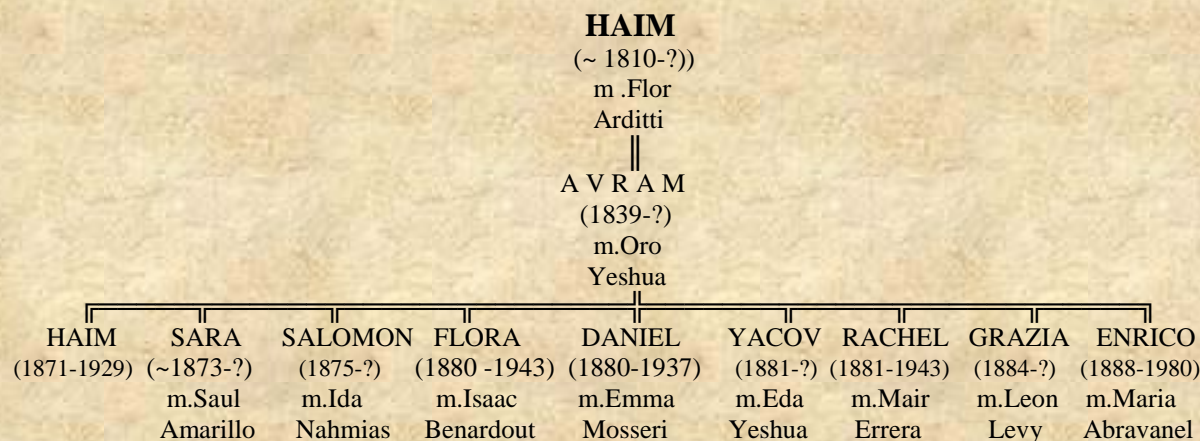 HAIM
(~ 1810-?))
m .Flor
Arditti
A V R A M
(1839-?)
m.Oro
Yeshua
HAIM SARA SALOMON FLORA DANIEL YACOV RACHEL GRAZIA ENRICO
(1871-1929) (~1873-?) (1875-?) (1880 -1943) (1880-1937) (1881-?) (1881-1943) (1884-?) (1888-1980)
m.Saul m.Ida m.Isaac m.Emma m.Eda m.Mair m.Leon m.Maria
Amarillo Nahmias Benardout Mosseri Yeshua Errera Levy Abravanel